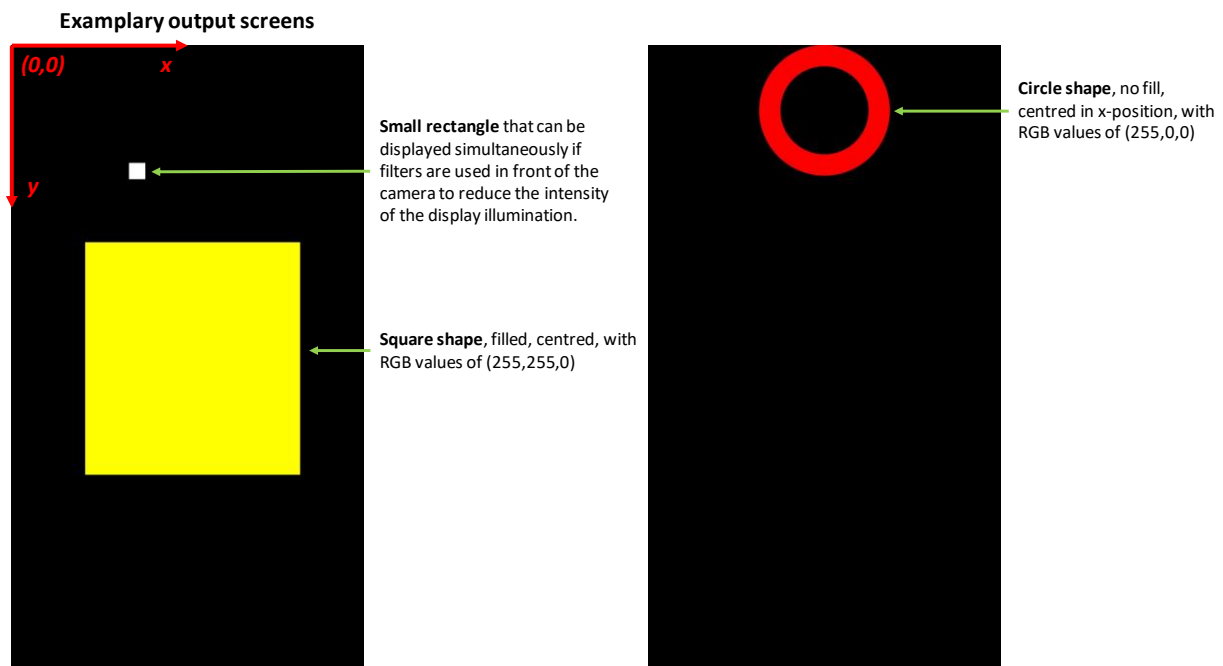 Examplary output screens
(0,0)
x
y
Small rectangle that can be
displayed simultaneously if
filters are used in front of the
camera to reduce the intensity
of the display illumination.
Square shape, filled, centred, with
RGB values of (255,255,0)
Circle shape, no fill,
centred in x-position, with
RGB values of (255,0,0)